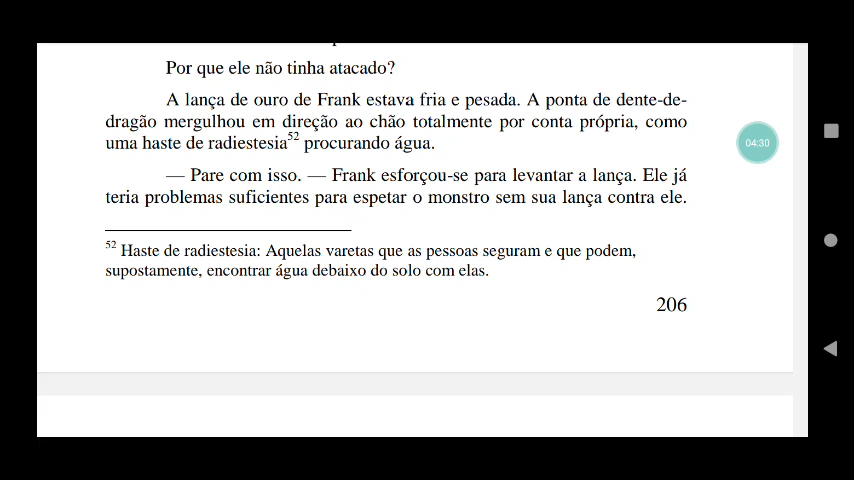 Por que ele não tinha atacado?
A lança de ouro de Frank estava fria e pesada. A ponta de dente-de-
dragão mergulhou em direção ao chão totalmente por conta própria, como
uma haste de radiestesia52 procurando água.
— Pare com isso. — Frank esforçou-se para levantar a lança. Ele já
teria problemas suficientes para espetar o monstro sem sua lança contra ele.
52 Haste de radiestesia: Aquelas varetas que as pessoas seguram e que podem,
supostamente, encontrar água debaixo do solo com elas.
206
04:30